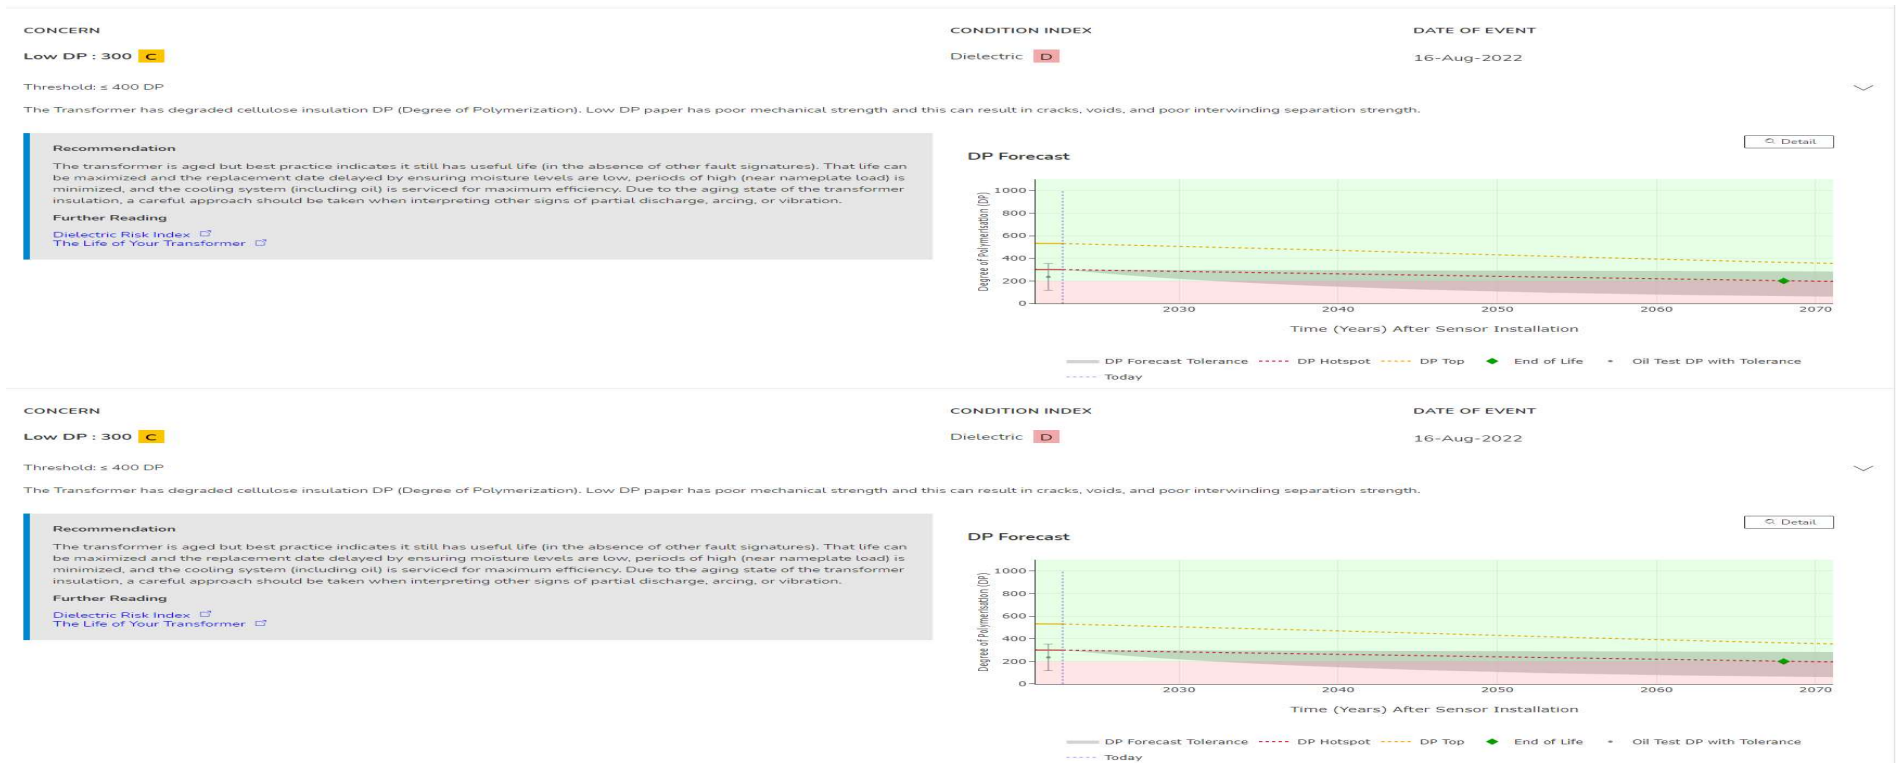 CONCERN
CONDITION INDEX
DATE OF EVENT
Low DP : 300 C
Dielectric D
16-Aug-2022
Threshold: ≤ 400 DP
The Transformer has degraded cellulose insulation DP (Degree of Polymerization). Low DP paper has poor mechanical strength and this can result in cracks, voids, and poor interwinding separation strength.
Recommendation
The transformer is aged but best practice indicates it still has useful life (in the absence of other fault signatures). That life can
be maximized and the replacement date delayed by ensuring moisture levels are low, periods of high (near nameplate load) is
minimized, and the cooling system (including oil) is serviced for maximum efficiency. Due to the aging state of the transformer
insulation, a careful approach should be taken when interpreting other signs of partial discharge, arcing, or vibration.
Further Reading
Dielectric Risk Index
The Life of Your Transformer
Detail
DP Forecast
Degree of Polymerisation (DP)
1000
800
600
400
200
0
2030 2040 2050 2060 2070
Time (Years) After Sensor Installation
DP Forecast Tolerance DP Hotspot DP Top End of Life Oil Test DP with Tolerance
Today
CONCERN
CONDITION INDEX
DATE OF EVENT
Low DP : 300 C
Dielectric D
16-Aug-2022
Threshold: ≤ 400 DP
The Transformer has degraded cellulose insulation DP (Degree of Polymerization). Low DP paper has poor mechanical strength and this can result in cracks, voids, and poor interwinding separation strength.
Recommendation
The transformer is aged but best practice indicates it still has useful life (in the absence of other fault signatures). That life can
be maximized and the replacement date delayed by ensuring moisture levels are low, periods of high (near nameplate load) is
minimized, and the cooling system (including oil) is serviced for maximum efficiency. Due to the aging state of the transformer
insulation, a careful approach should be taken when interpreting other signs of partial discharge, arcing, or vibration.
Further Reading
Dielectric Risk Index
The Life of Your Transformer
Detail
DP Forecast
Degree of Polymerisation (DP)
1000
800
600
400
200
0
2030 2040 2050 2060 2070
Time (Years) After Sensor Installation
DP Forecast Tolerance DP Hotspot DP Top End of Life Oil Test DP with Tolerance
Today